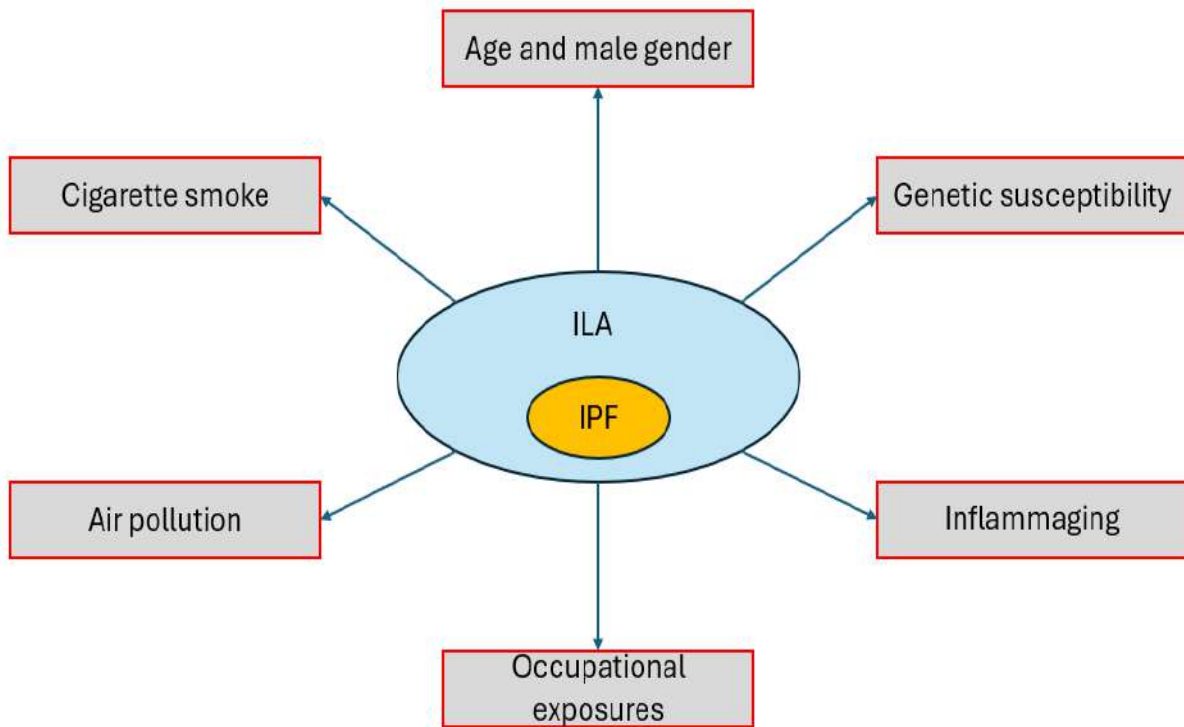 Age and male gender
Cigarette smoke
Genetic susceptibility
ILA
IPF
Air pollution
Inflammaging
Occupational
exposures